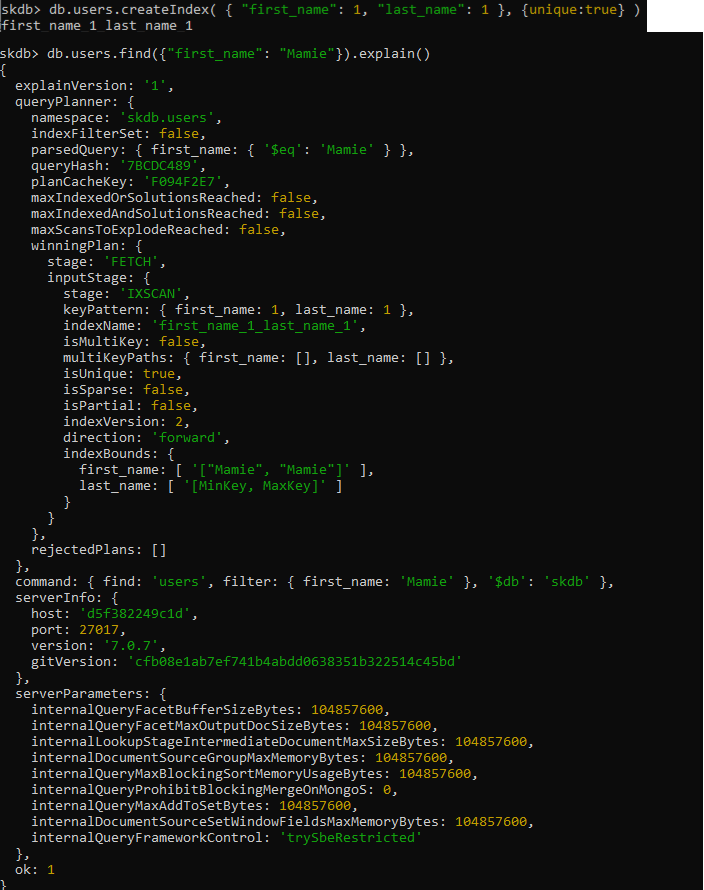 skdb> db.users.createIndex( { "first_name": 1, "last_name": 1 }, {unique:true} )
first_name_1_last_name_1
skdb> db.users.find({"first_name": "Mamie"}).explain()
{
  explainVersion: '1',
  queryPlanner: {
    namespace: 'skdb.users',
    indexFilterSet: false,
    parsedQuery: { first_name: { '$eq': 'Mamie' } },
    queryHash: '7BCDC489',
    planCacheKey: 'F094F2E7',
    maxIndexedOrSolutionsReached: false,
    maxIndexedAndSolutionsReached: false,
    maxScansToExplodeReached: false,
    winningPlan: {
      stage: 'FETCH',
      inputStage: {
        stage: 'IXSCAN',
        keyPattern: { first_name: 1, last_name: 1 },
        indexName: 'first_name_1_last_name_1',
        isMultiKey: false,
        multiKeyPaths: { first_name: [], last_name: [] },
        isUnique: true,
        isSparse: false,
        isPartial: false,
        indexVersion: 2,
        direction: 'forward',
        indexBounds: {
          first_name: [ '["Mamie", "Mamie"]' ],
          last_name: [ '[MinKey, MaxKey]' ]
        }
      }
    },
    rejectedPlans: []
  },
  command: { find: 'users', filter: { first_name: 'Mamie' }, '$db': 'skdb' },
  serverInfo: {
    host: 'd5f382249c1d',
    port: 27017,
    version: '7.0.7',
    gitVersion: 'cfb08e1ab7ef741b4abdd0638351b322514c45bd'
  },
  serverParameters: {
    internalQueryFacetBufferSizeBytes: 104857600,
    internalQueryFacetMaxOutputDocSizeBytes: 104857600,
    internalLookupStageIntermediateDocumentMaxSizeBytes: 104857600,
    internalDocumentSourceGroupMaxMemoryBytes: 104857600,
    internalQueryMaxBlockingSortMemoryUsageBytes: 104857600,
    internalQueryProhibitBlockingMergeOnMongoS: 0,
    internalQueryMaxAddToSetBytes: 104857600,
    internalDocumentSourceSetWindowFieldsMaxMemoryBytes: 104857600,
    internalQueryFrameworkControl: 'trySbeRestricted'
  },
  ok: 1
}